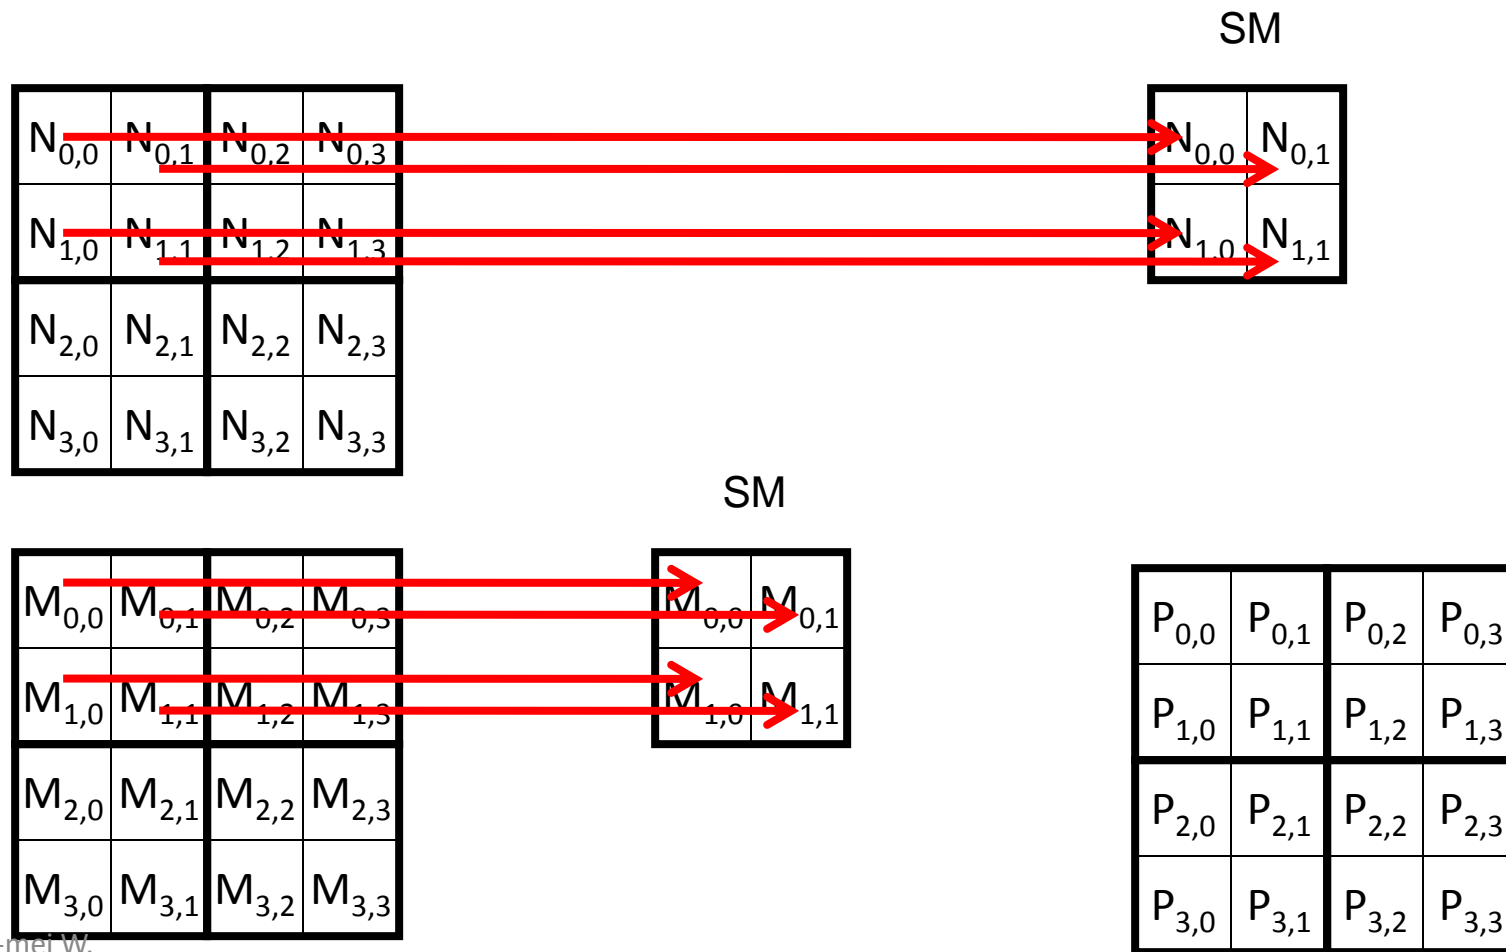 SM
N0,0 N0,1 N0,2 N0,3
N0,0 N0,1
N1,0 N1,1 N1,2 N1,3
N1,0 N1,1
N2,0 N2,1 N2,2 N2,3
N3,0 N3,1 N3,2 N3,3
SM
M0,0 M0,1 M0,2 M0,3
M0,0 M0,1
M1,0 M1,1 M1,2 M1,3
M1,0 M1,1
M2,0 M2,1 M2,2 M2,3
M3,0 M3,1 M3,2 M3,3
P0,0 P0,1 P0,2 P0,3
P1,0 P1,1 P1,2 P1,3
P2,0 P2,1 P2,2 P2,3
P3,0 P3,1 P3,2 P3,3
-mei W.